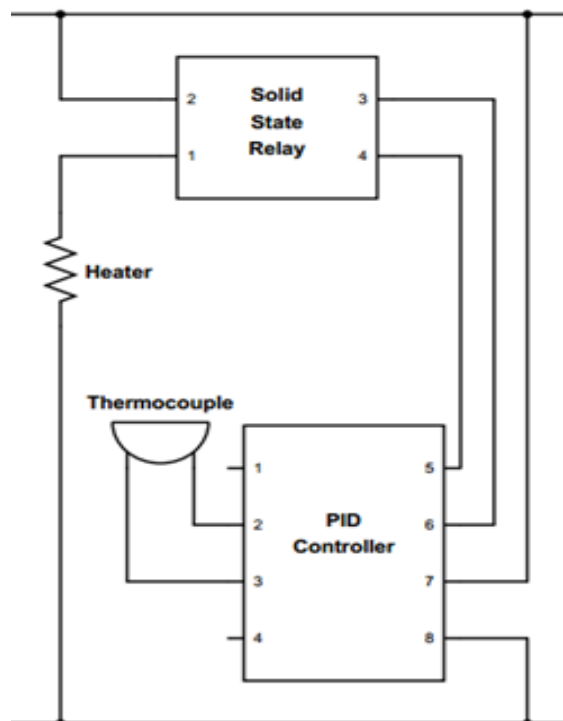 Solid
State
Relay
2
3
1
4
Heater
Thermocouple
1
5
2
6
PID
Controller
3
7
4
8